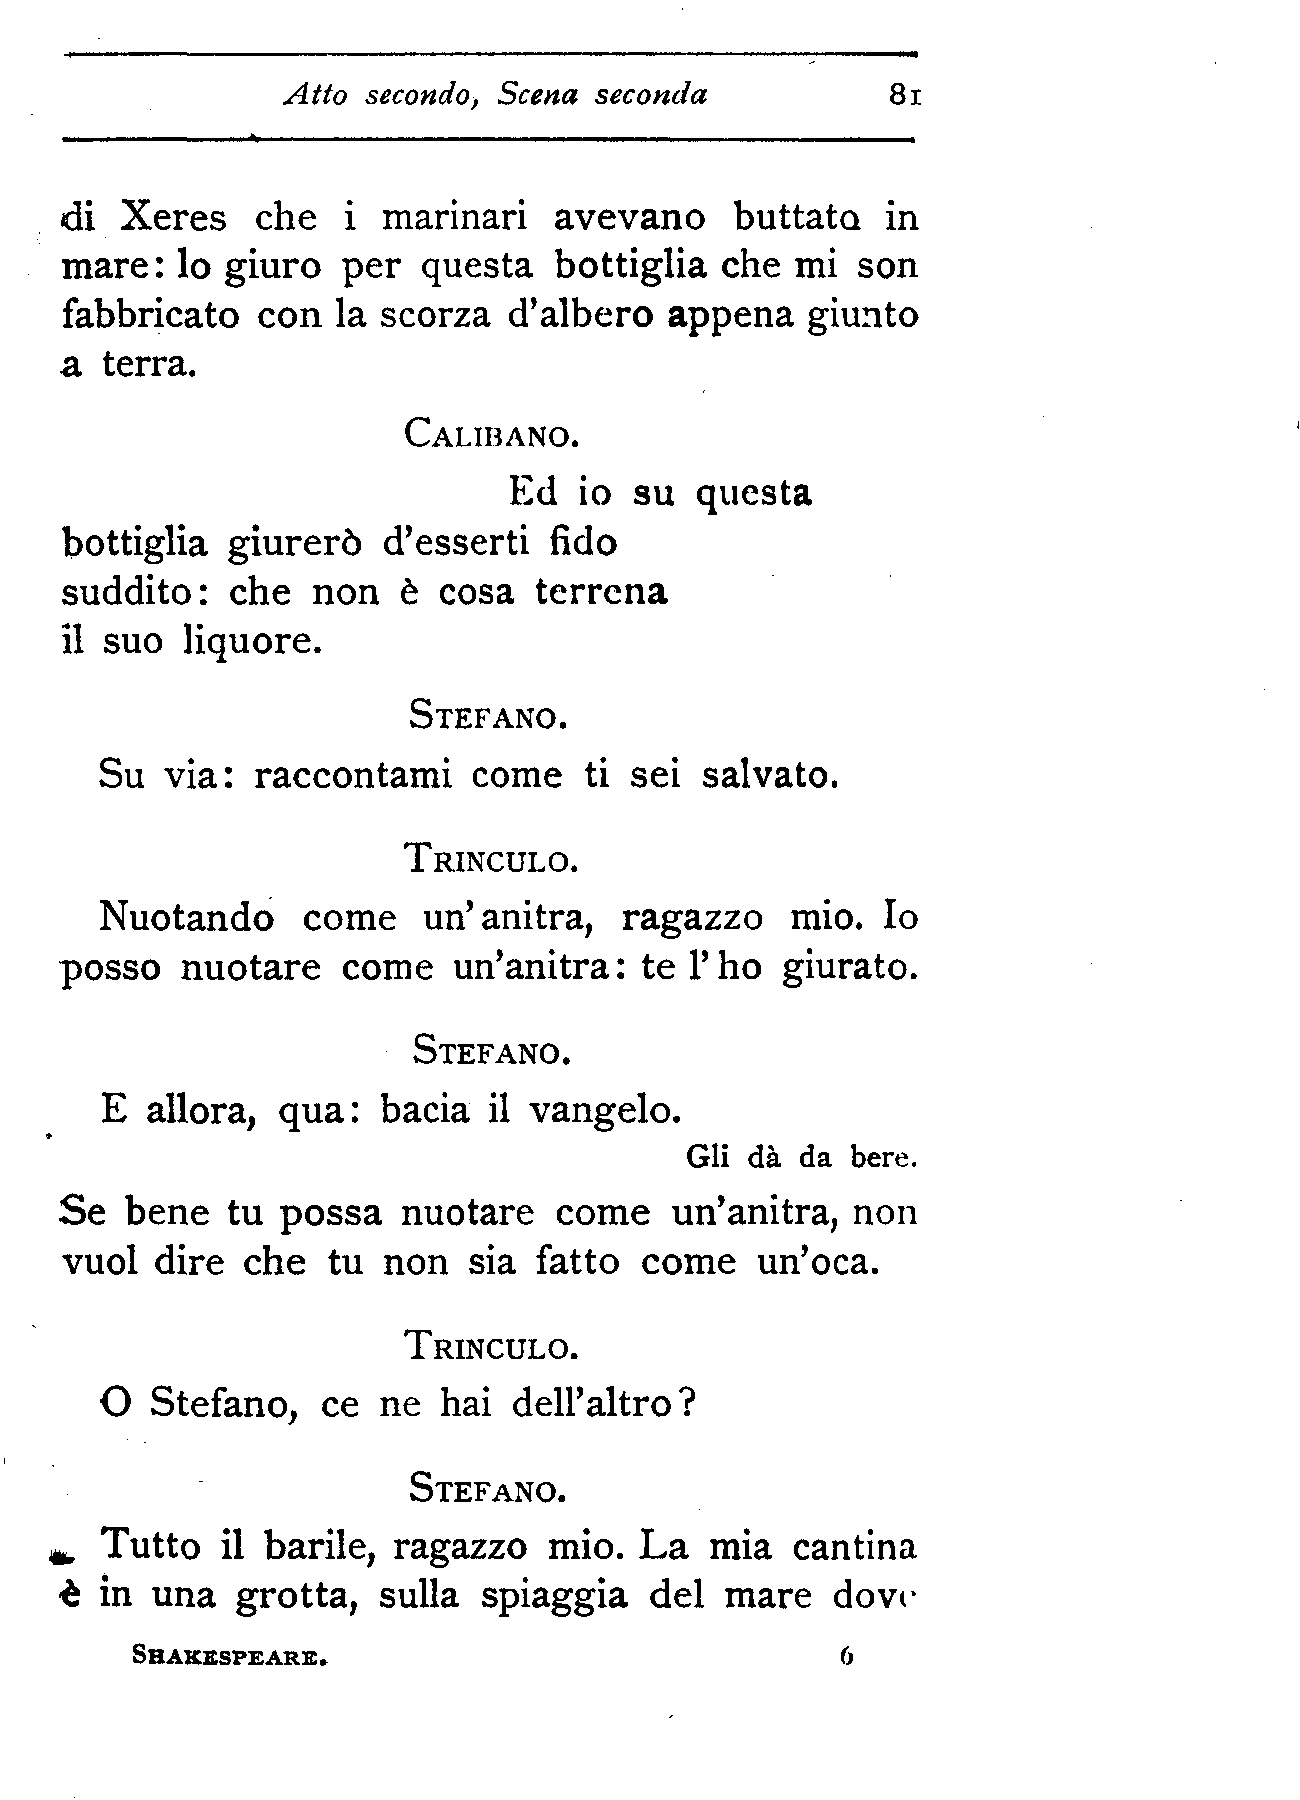 Atto secondo, Scena seconda 81
di Xeres che i marinari avevano buttato in
mare: lo giuro per questa bottiglia che mi son
fabbricato con la scorza d'albero appena giunto
a terra.
CALIBANO.
Ed io su questa
bottiglia giurerò d'esserti fido
suddito: che non è cosa terrena
il suo liquore.
STEFANO.
Su via: raccontami come ti sei salvato.
TRINCULO.
Nuotando come un' anitra, ragazzo mio. Io
posso nuotare come un'anitra: te l' ho giurato.
STEFANO.
E allora, qua: bacia il vangelo.
Gli dà da bere.
Se bene tu possa nuotare come un'anitra, non
vuol dire che tu non sia fatto come un'oca.
TRINCULO.
O Stefano, ce ne hai dell'altro?
STEFANO.
Tutto il barile, ragazzo mio. La mia cantina
è in una grotta, sulla spiaggia del mare dove
SHAKESPEARE. 6